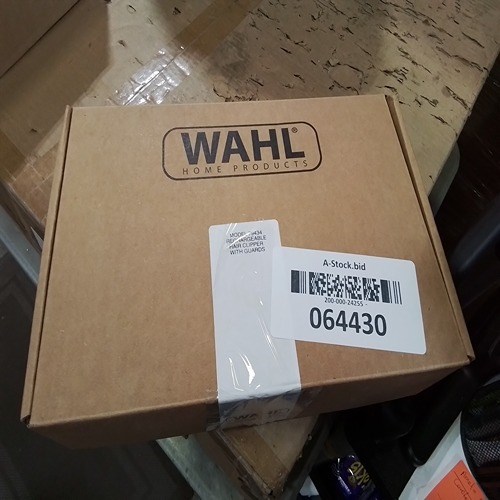 WAHL®
HOME PRODUCTS
RECHARGEABLE
HAIR CLIPPER
WITH GUARDS
A-Stock.bid
200-000-24255
064430